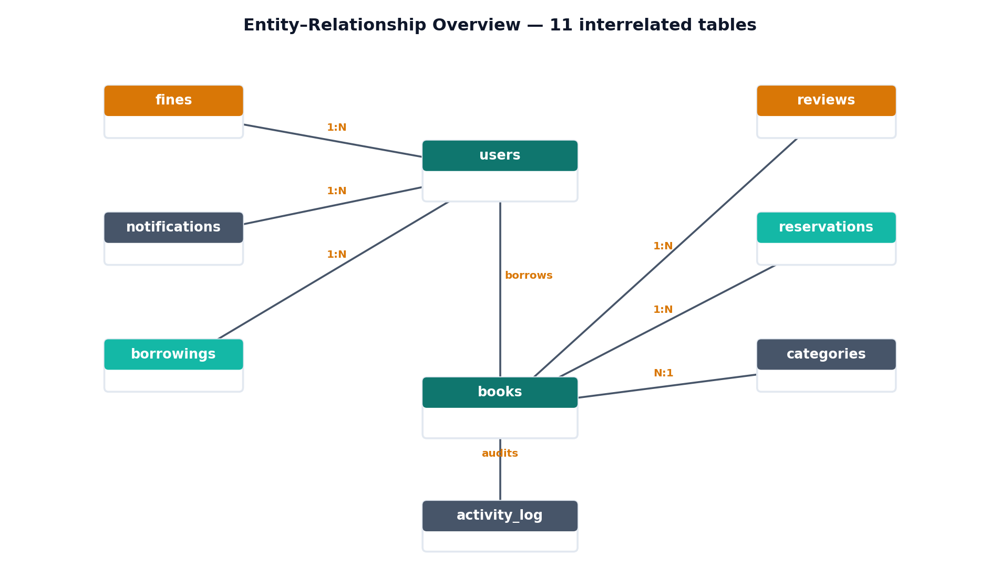 Entity–Relationship Overview — 11 interrelated tables
fines
reviews
1:N
users
1:N
notifications
reservations
1:N
1:N
borrows
1:N
borrowings
categories
N:1
books
audits
activity_log